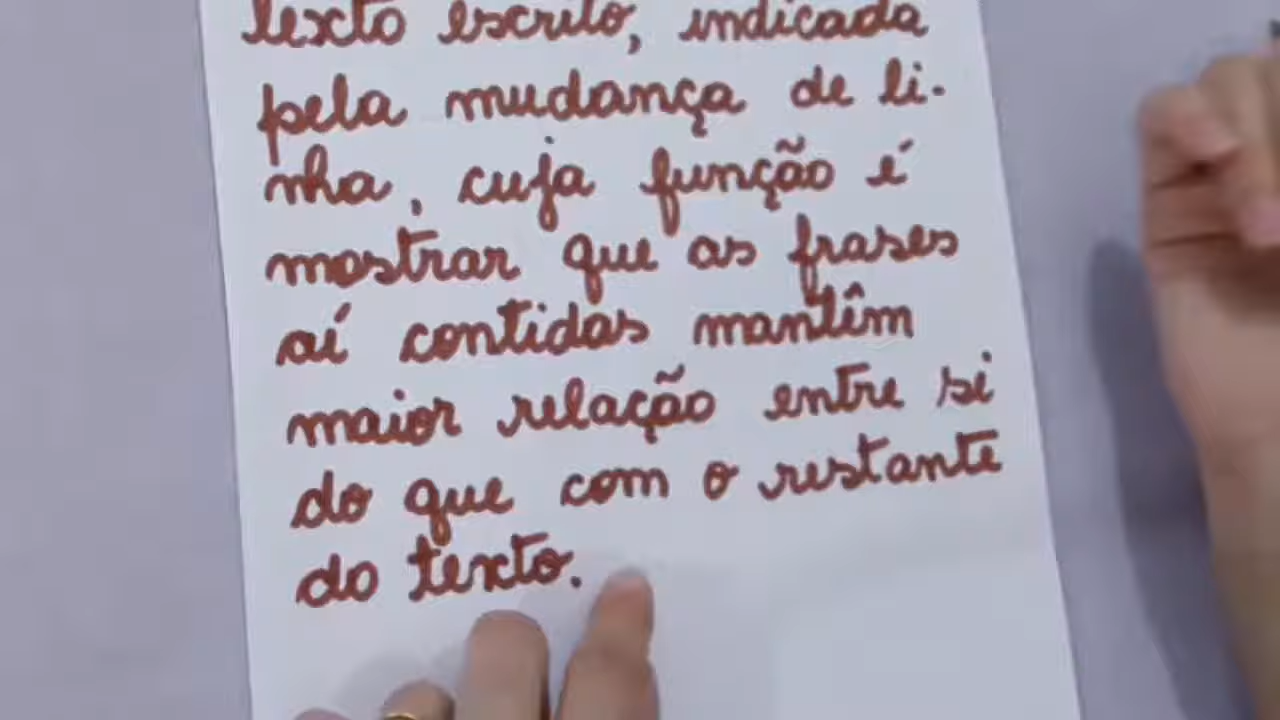 texto escrito, indicada
pela mudança de li-
nha, cuja função é
mostrar que as frases
aí contidas mantêm
maior relação entre si
do que com o restante
do texto.